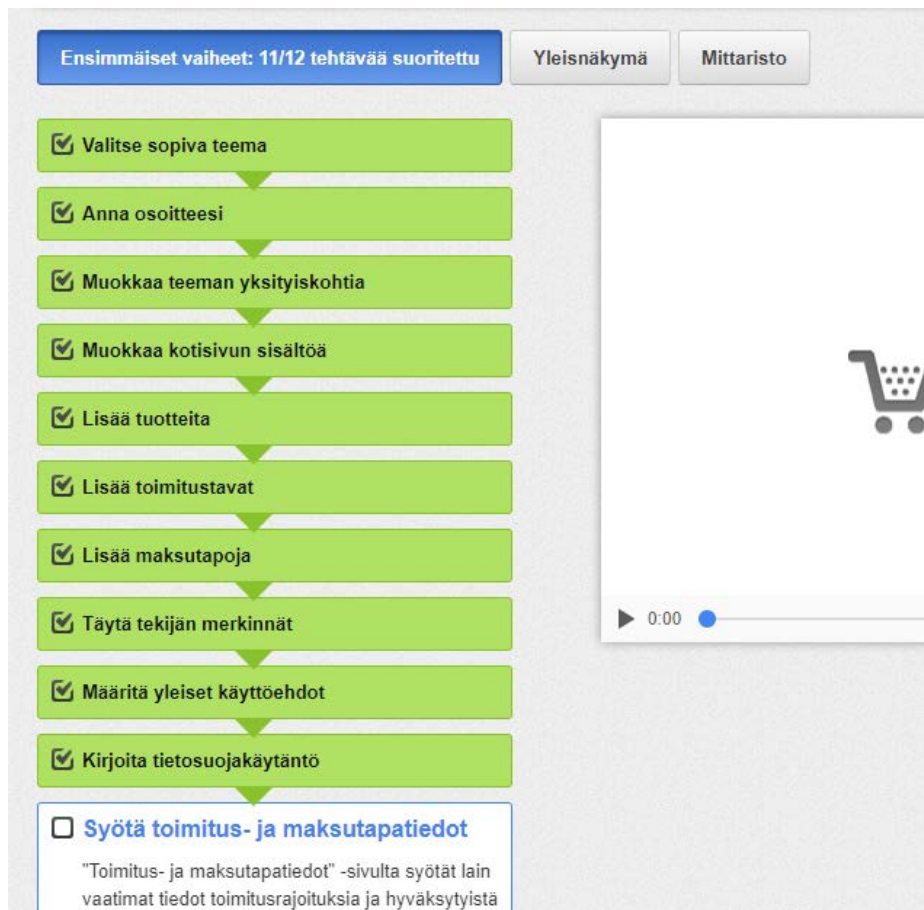 Ensimmäiset vaiheet: 11/12 tehtävää suoritettu
Yleisnäkymä
Mittaristo
Valitse sopiva teema
Anna osoitteesi
Muokkaa teeman yksityiskohtia
Muokkaa kotisivun sisältöä
Lisää tuotteita
Lisää toimitustavat
Lisää maksutapoja
Täytä tekijän merkinnät
Määritä yleiset käyttöehdot
Kirjoita tietosuojakäytäntö
Syötä toimitus- ja maksutapatiedot
"Toimitus- ja maksutapatiedot" -sivulta syötät lain
vaatimat tiedot toimitusrajoituksia ja hyväksytyistä
0:00